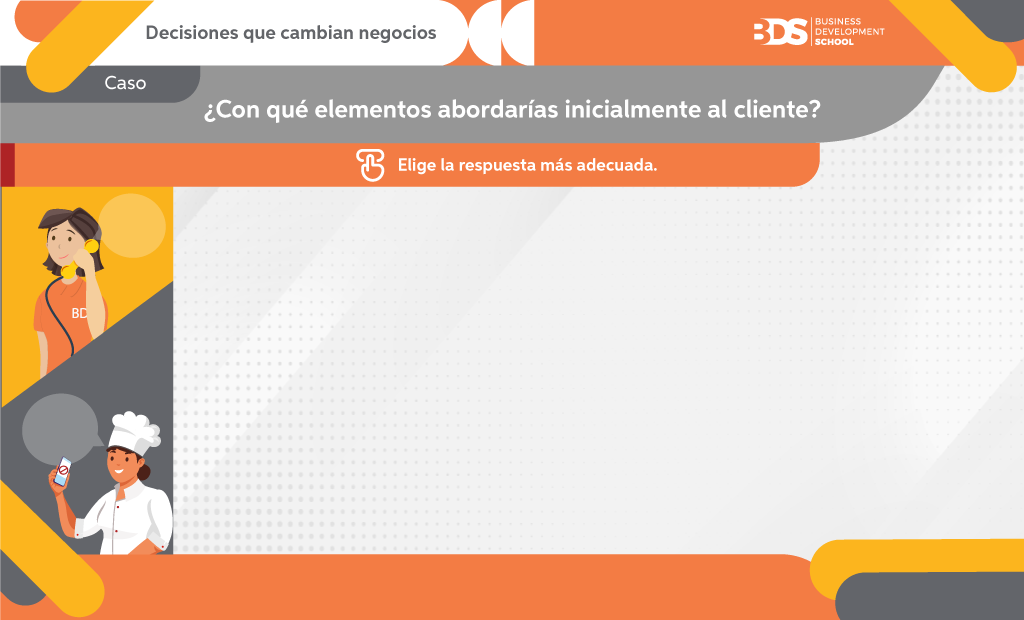 Decisiones que cambian negocios
BDS
BUSINESS
DEVELOPMENT
SCHOOL
Caso
¿Con qué elementos abordarías inicialmente al cliente?
Elige la respuesta más adecuada.
BD